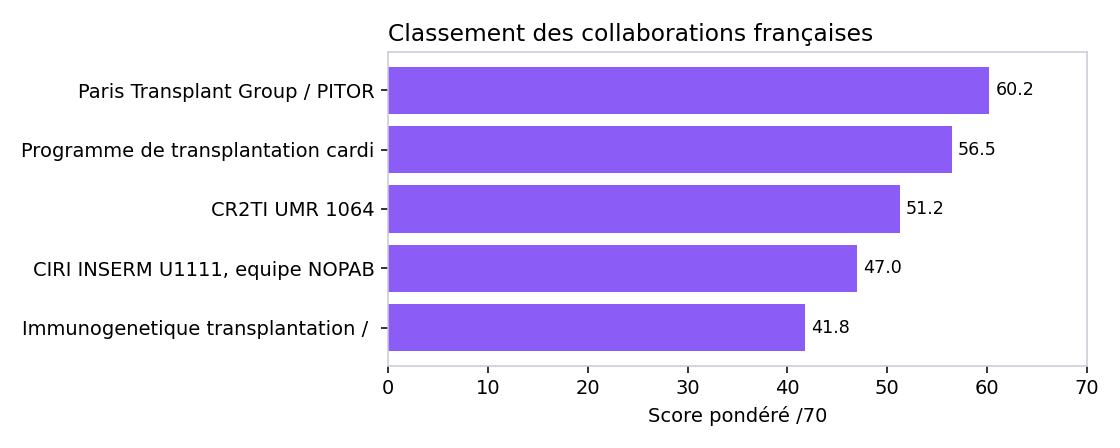 Classement des collaborations françaises
Paris Transplant Group / PITOR
60.2
Programme de transplantation cardi
56.5
CR2TI UMR 1064
51.2
CIRI INSERM U1111, equipe NOPAB
47.0
Immunogenetique transplantation /
41.8
0 10 20 30 40 50 60 70
Score pondéré /70